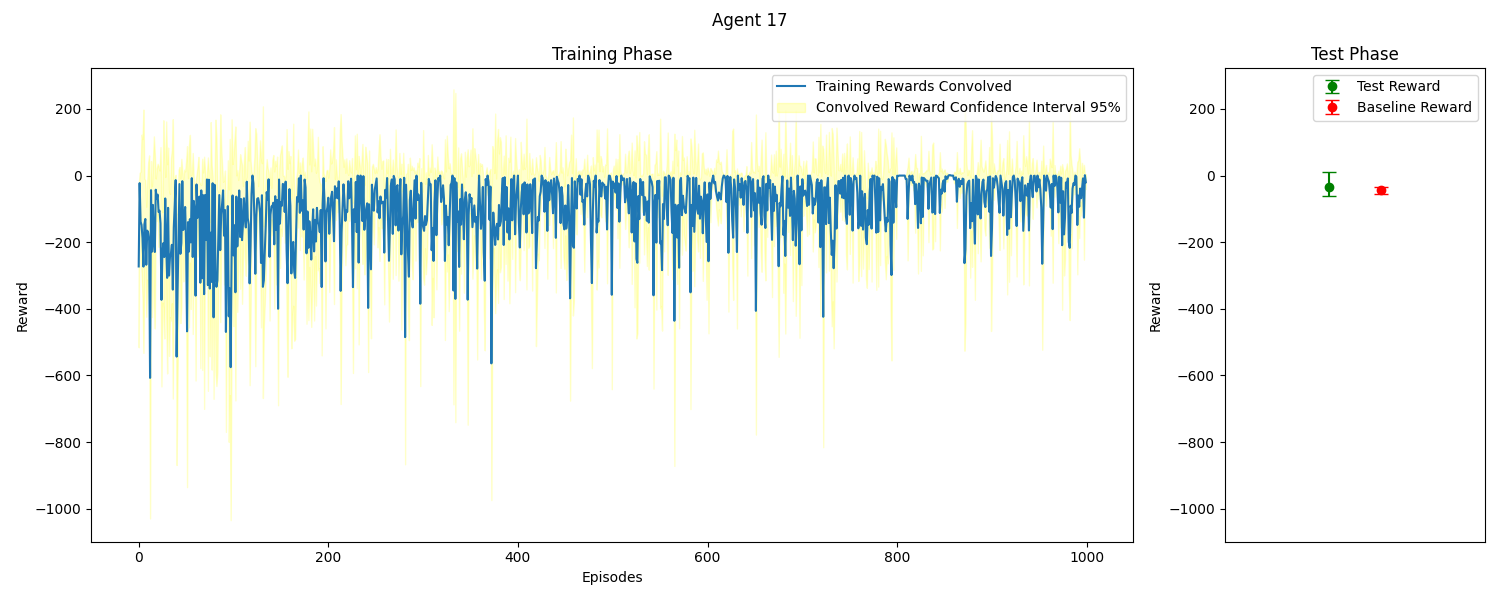 Agent 17
Training Phase
Training Rewards Convolved
Convolved Reward Confidence Interval 95%
200
0
−200
−400
−600
−800
−1000
Reward
0
200
400
600
800
1000
Episodes
Test Phase
Test Reward
Baseline Reward
200
0
−200
−400
−600
−800
−1000
Reward